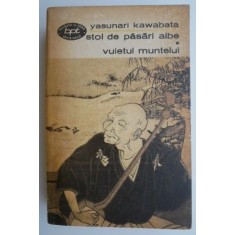 bpt
yasunari kawabata
stol de păsări albe
vuietul muntelui